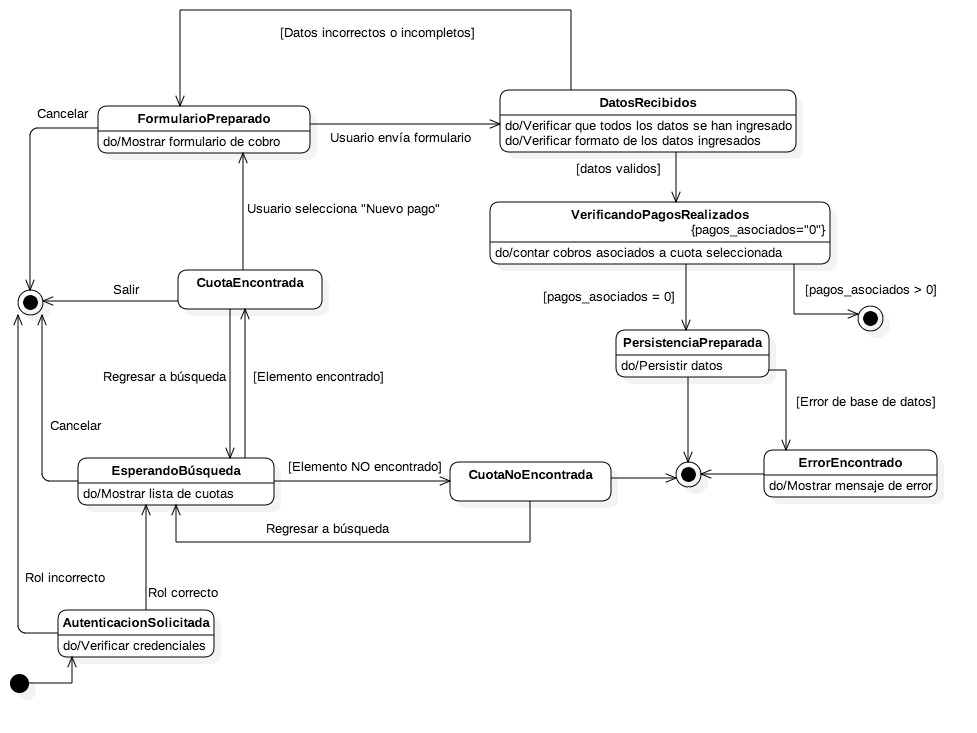 [Datos incorrectos o incompletos]
Cancelar
FormularioPreparado
do/Mostrar formulario de cobro
Usuario envía formulario
DatosRecibidos
do/Verificar que todos los datos se han ingresado
do/Verificar formato de los datos ingresados
[datos validos]
Usuario selecciona "Nuevo pago"
VerificandoPagosRealizados
{pagos_asociados="0"}
do/contar cobros asociados a cuota seleccionada
CuotaEncontrada
Salir
[pagos_asociados = 0]
[pagos_asociados > 0]
PersistenciaPreparada
do/Persistir datos
Regresar a búsqueda
[Elemento encontrado]
[Error de base de datos]
Cancelar
EsperandoBúsqueda
do/Mostrar lista de cuotas
[Elemento NO encontrado]
CuotaNoEncontrada
ErrorEncontrado
do/Mostrar mensaje de error
Regresar a búsqueda
Rol incorrecto
Rol correcto
AutenticacionSolicitada
do/Verificar credenciales